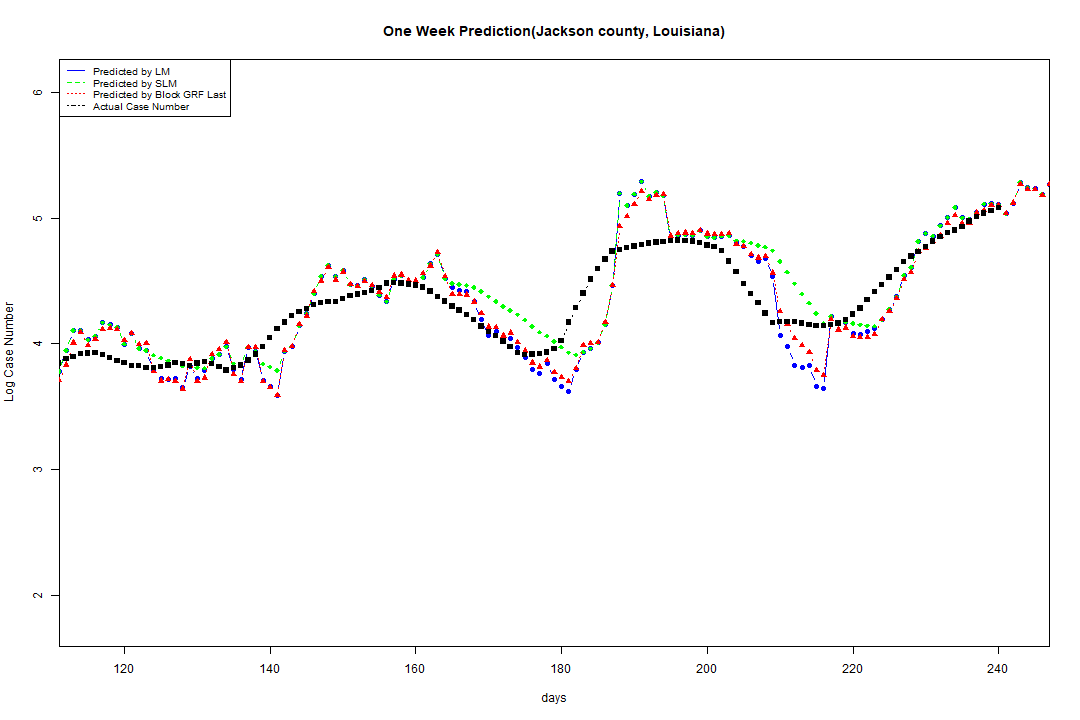 One Week Prediction(Jackson county, Louisiana)
Predicted by LM
Predicted by SLM
Predicted by Block GRF Last
Actual Case Number
Log Case Number
6
5
4
3
2
120 140 160 180 200 220 240
days